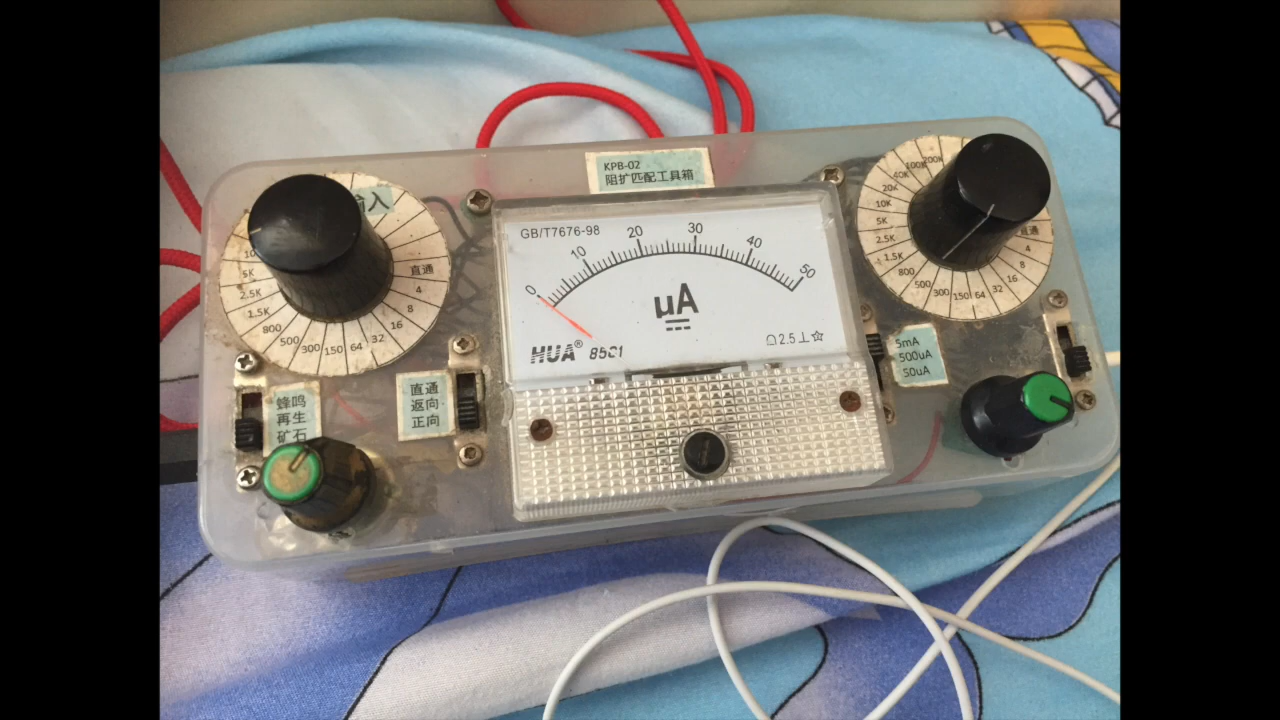 KPB-02
阻扩匹配工具箱
入
10
5K
2.5K
1.5K
800
500
300
150
64
32
16
8
4
直通
GB/T7676-98
0 10 20 30 40 50
μA
HUA® 85C1
2.5
200K
100K
40K
20K
10K
5K
2.5K
1.5K
800
500
300
150
64
32
16
8
4
直通
5mA
500uA
50uA
直通
返向
正向
蜂鸣
再生
矿石